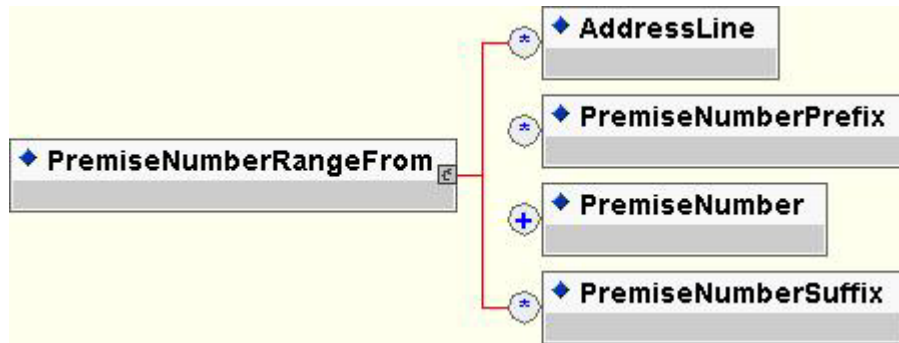 AddressLine
PremiseNumberPrefix
PremiseNumberRangeFrom
PremiseNumber
PremiseNumberSuffix